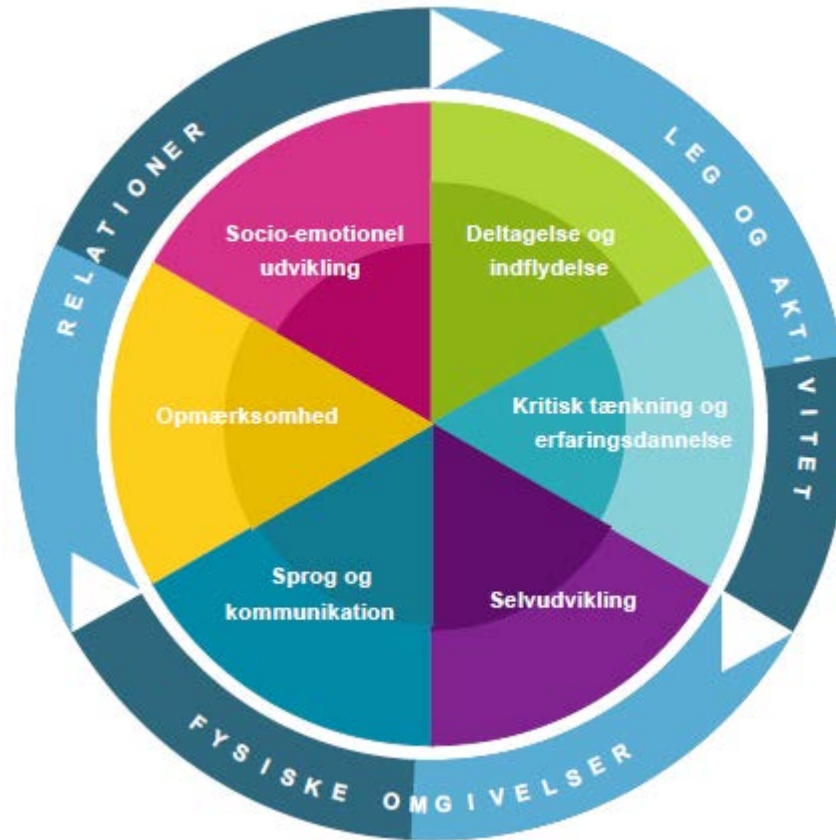 RELATIONER
LEG OG AKTIVITET
Socio-emotionel
udvikling
Deltagelse og
indflydelse
Opmærksomhed
Kritisk tænkning og
erfaringsdannelse
Sprog og
kommunikation
Selvudvikling
FYSISKE OMGIVELSER